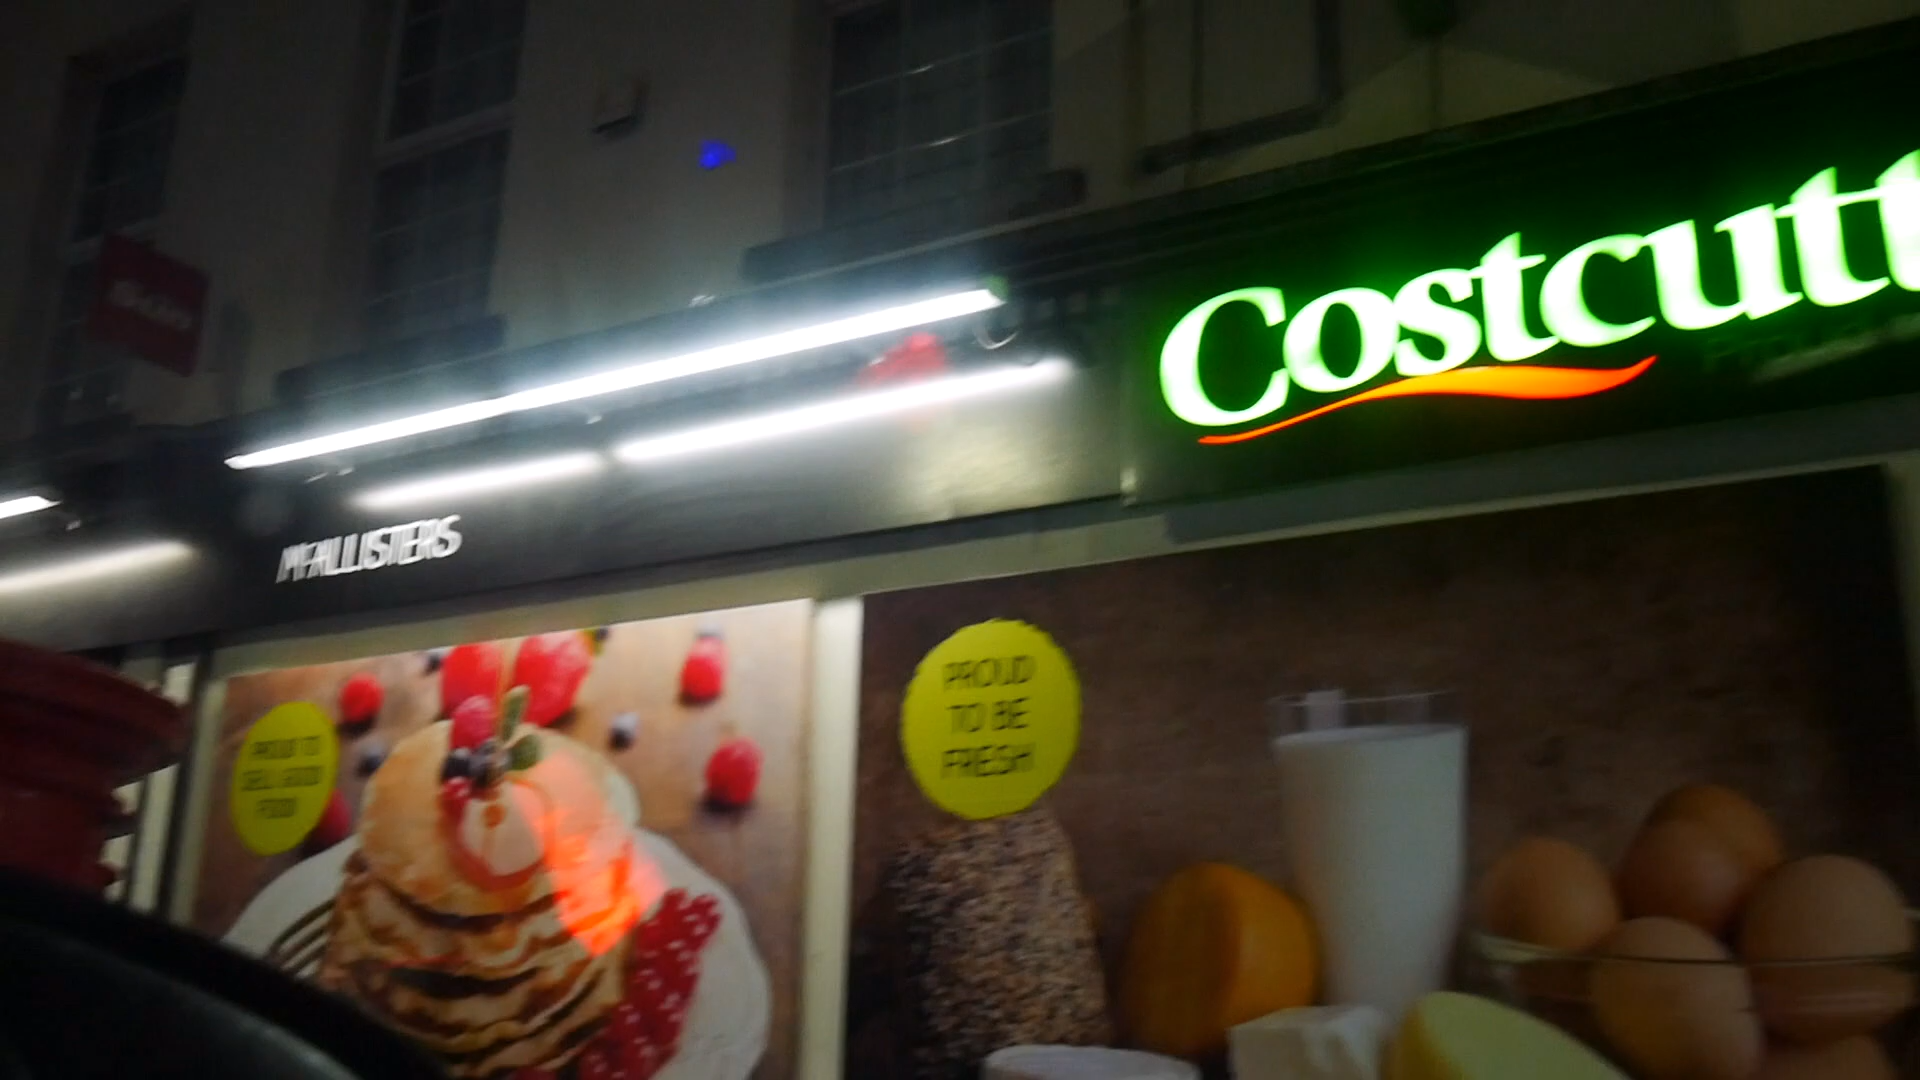 Costcutt
McALLISTERS
PROUD TO
SELL GOOD
FOOD
PROUD
TO BE
FRESH